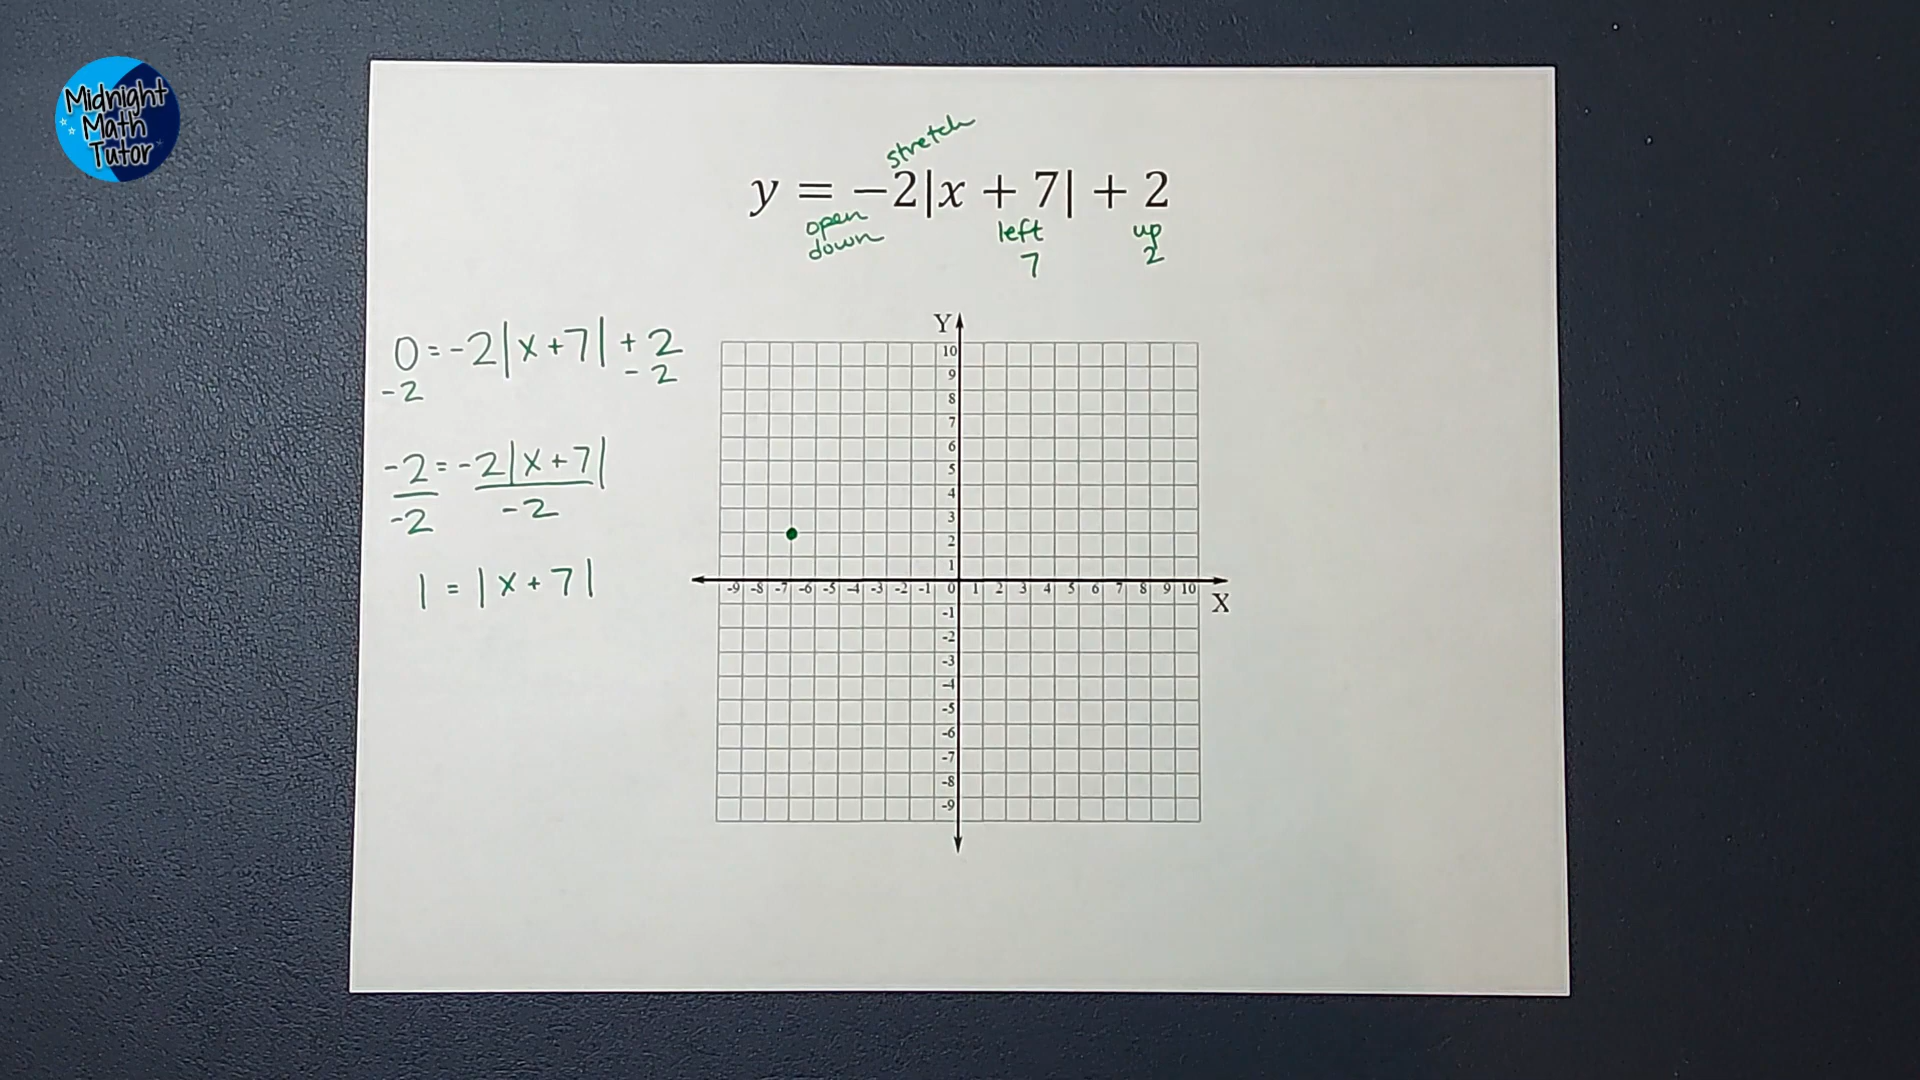 Midnight
Math
Tutor
stretch
y = −2|x + 7| + 2
open
down
left
7
up
2
0 = -2|x+7| + 2
-2 - 2
-2 = -2|x+7|
-2 -2
1 = |x+7|
Y
10
9
8
7
6
5
4
3
2
1
-9 -8 -7 -6 -5 -4 -3 -2 -1 0 1 2 3 4 5 6 7 8 9 10
X
-1
-2
-3
-4
-5
-6
-7
-8
-9